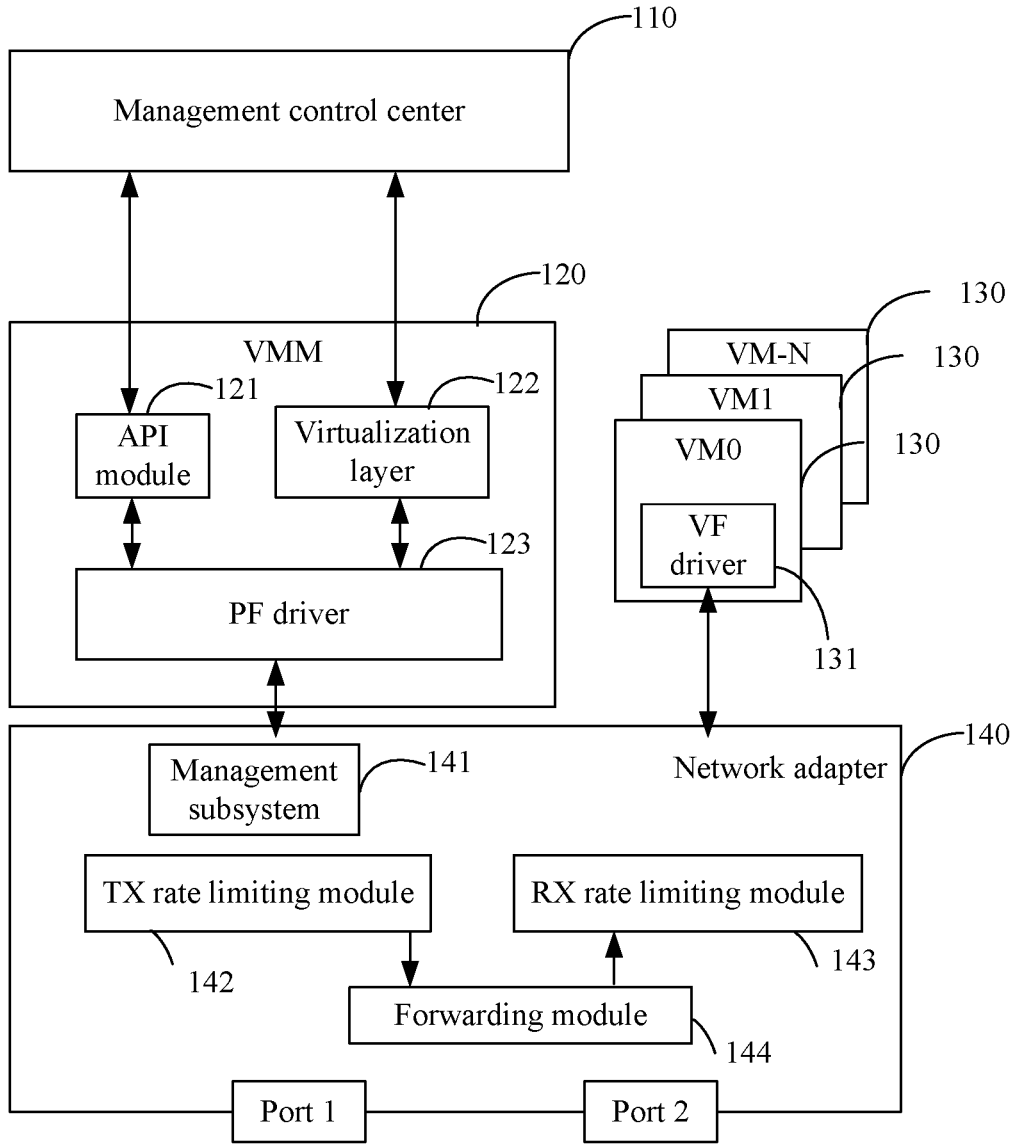 110
Management control center
120
130
VMM
VM-N
130
121
122
VM1
API
module
Virtualization
layer
VM0
130
VF
driver
123
PF driver
131
140
Management
subsystem
141
Network adapter
TX rate limiting module
RX rate limiting module
142
143
Forwarding module
144
Port 1
Port 2